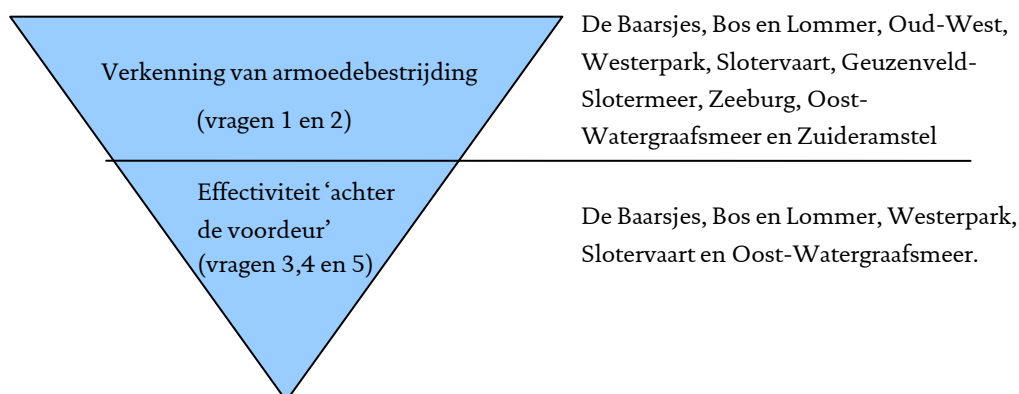 Verkenning van armoedebestrijding
(vragen 1 en 2)
De Baarsjes, Bos en Lommer, Oud-West,
Westerpark, Slotervaart, Geuzenveld-
Slotermeer, Zeeburg, Oost-
Watergraafsmeer en Zuideramstel
Effectiviteit ‘achter
de voordeur’
(vragen 3,4 en 5)
De Baarsjes, Bos en Lommer, Westerpark,
Slotervaart en Oost-Watergraafsmeer.